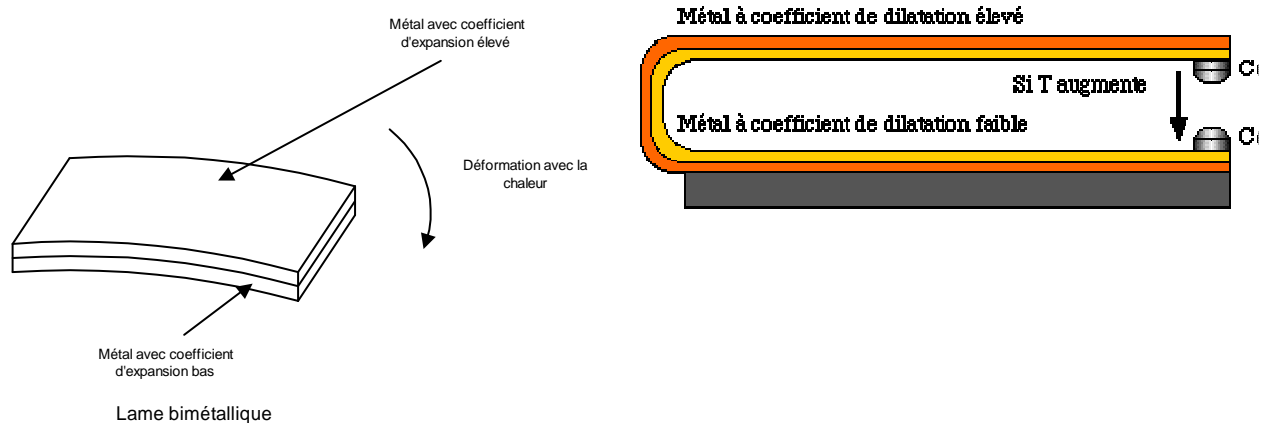 Métal avec coefficient
d'expansion élevé
Déformation avec la
chaleur
Métal avec coefficient
d'expansion bas
Lame bimétallique
Métal à coefficient de dilatation élevé
Si T augmente
Métal à coefficient de dilatation faible